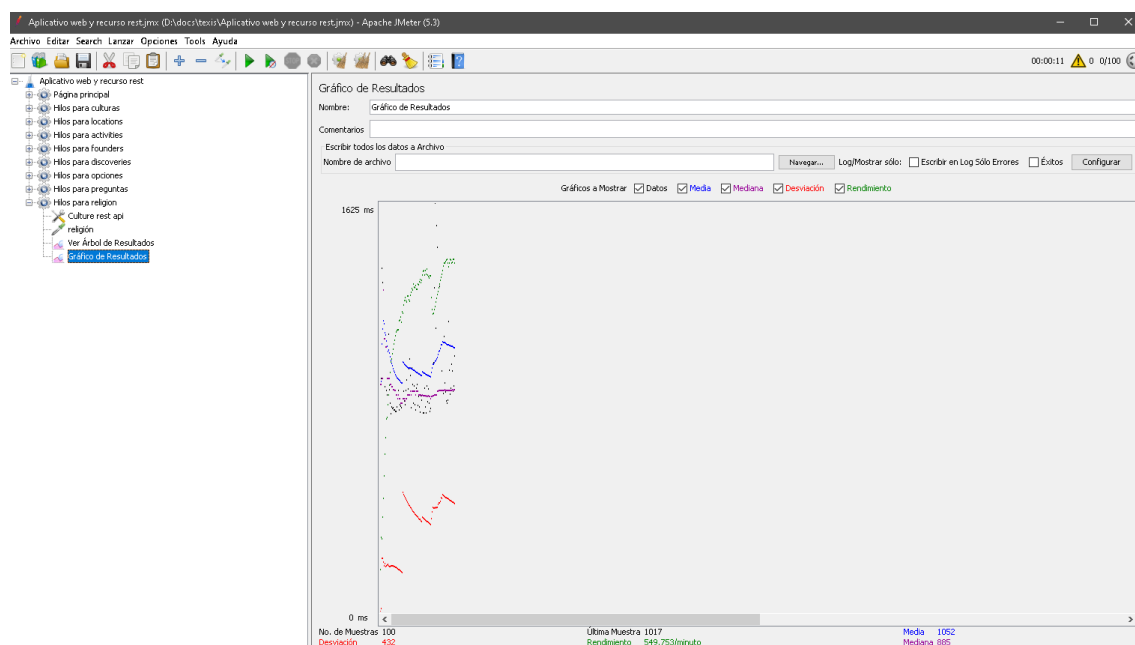 Aplicativo web y recurso rest.jmx (D:\docs\texis\Aplicativo web y recurso rest.jmx) - Apache JMeter (5.3)
Archivo Editar Search Lanzar Opciones Tools Ayuda
00:00:11 0 0/100
Aplicativo web y recurso rest
Página principal
Hilos para culturas
Hilos para locations
Hilos para activities
Hilos para founders
Hilos para discoveries
Hilos para opciones
Hilos para preguntas
Hilos para religion
Culture rest api
religión
Ver Árbol de Resultados
Gráfico de Resultados
Gráfico de Resultados
Nombre: Gráfico de Resultados
Comentarios
Escribir todos los datos a Archivo
Nombre de archivo Navegar... Log/Mostrar sólo: Escribir en Log Sólo Errores Éxitos Configurar
Gráficos a Mostrar Datos Media Mediana Desviación Rendimiento
1625 ms
0 ms
No. de Muestras 100 Última Muestra 1017 Media 1052
Desviación 432 Rendimiento 549.753/minuto Mediana 885